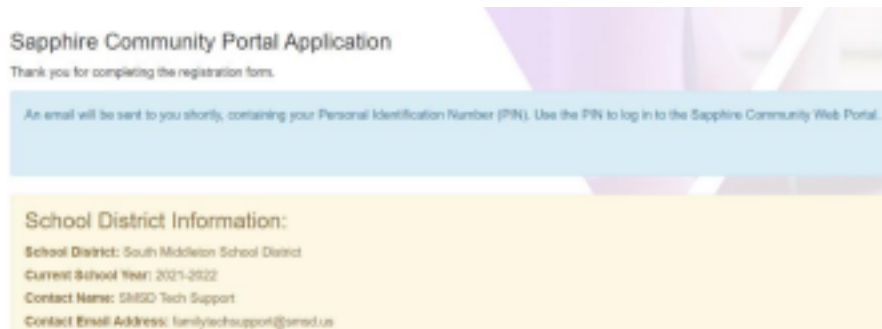 Sapphire Community Portal Application
Thank you for completing the registration form.
An email will be sent to you shortly, containing your Personal Identification Number (PIN). Use the PIN to log in to the Sapphire Community Web Portal.
School District Information:
School District: South Middleton School District
Current School Year: 2021-2022
Contact Name: SMSD Tech Support
Contact Email Address: familytechsupport@smsd.us